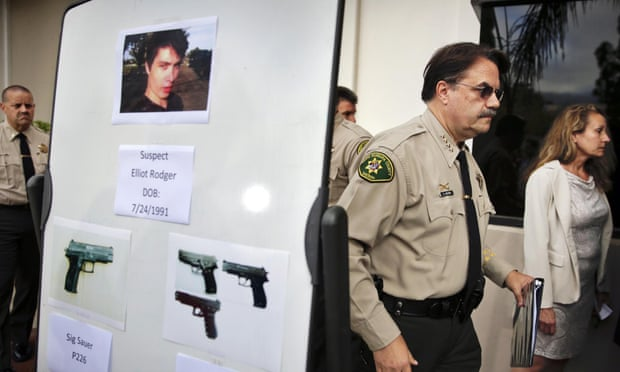 Suspect
Elliot Rodger
DOB:
7/24/1991
Sig Sauer
P226